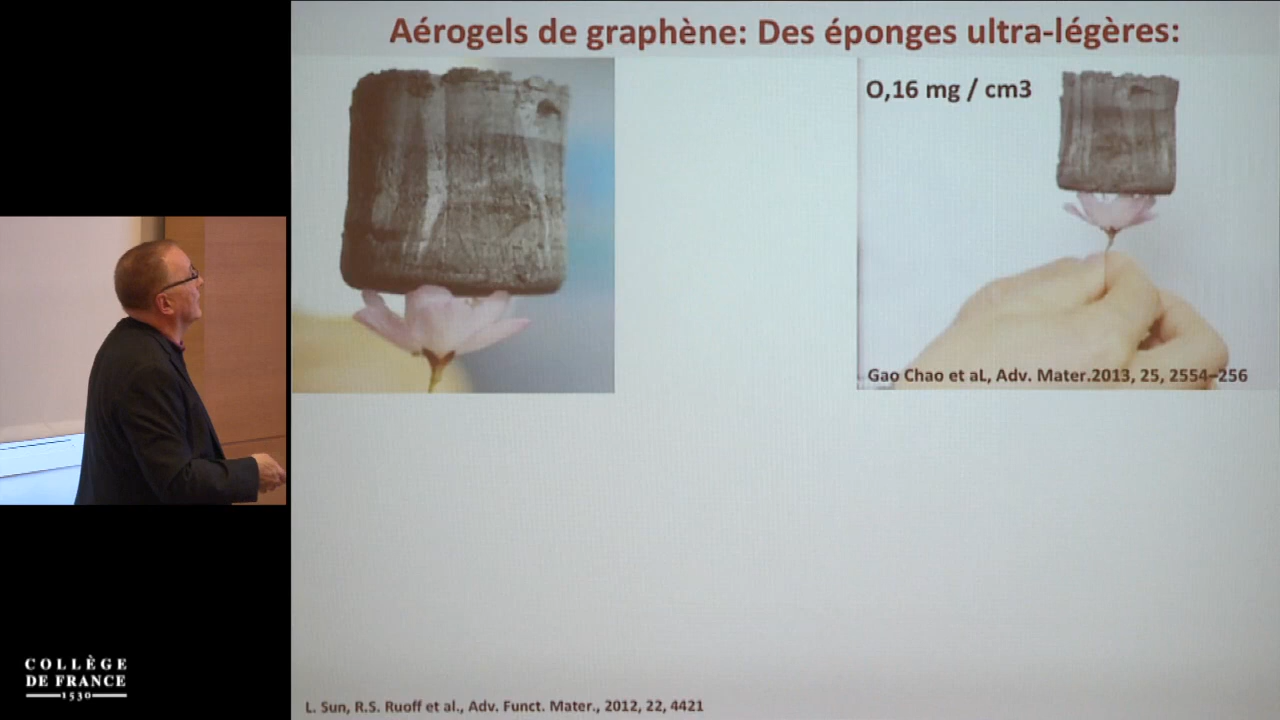 Aérogels de graphène: Des éponges ultra-légères:
O,16 mg / cm3
Gao Chao et al., Adv. Mater.2013, 25, 2554–256
L. Sun, R.S. Ruoff et al., Adv. Funct. Mater., 2012, 22, 4421
COLLÈGE
DE FRANCE
1530